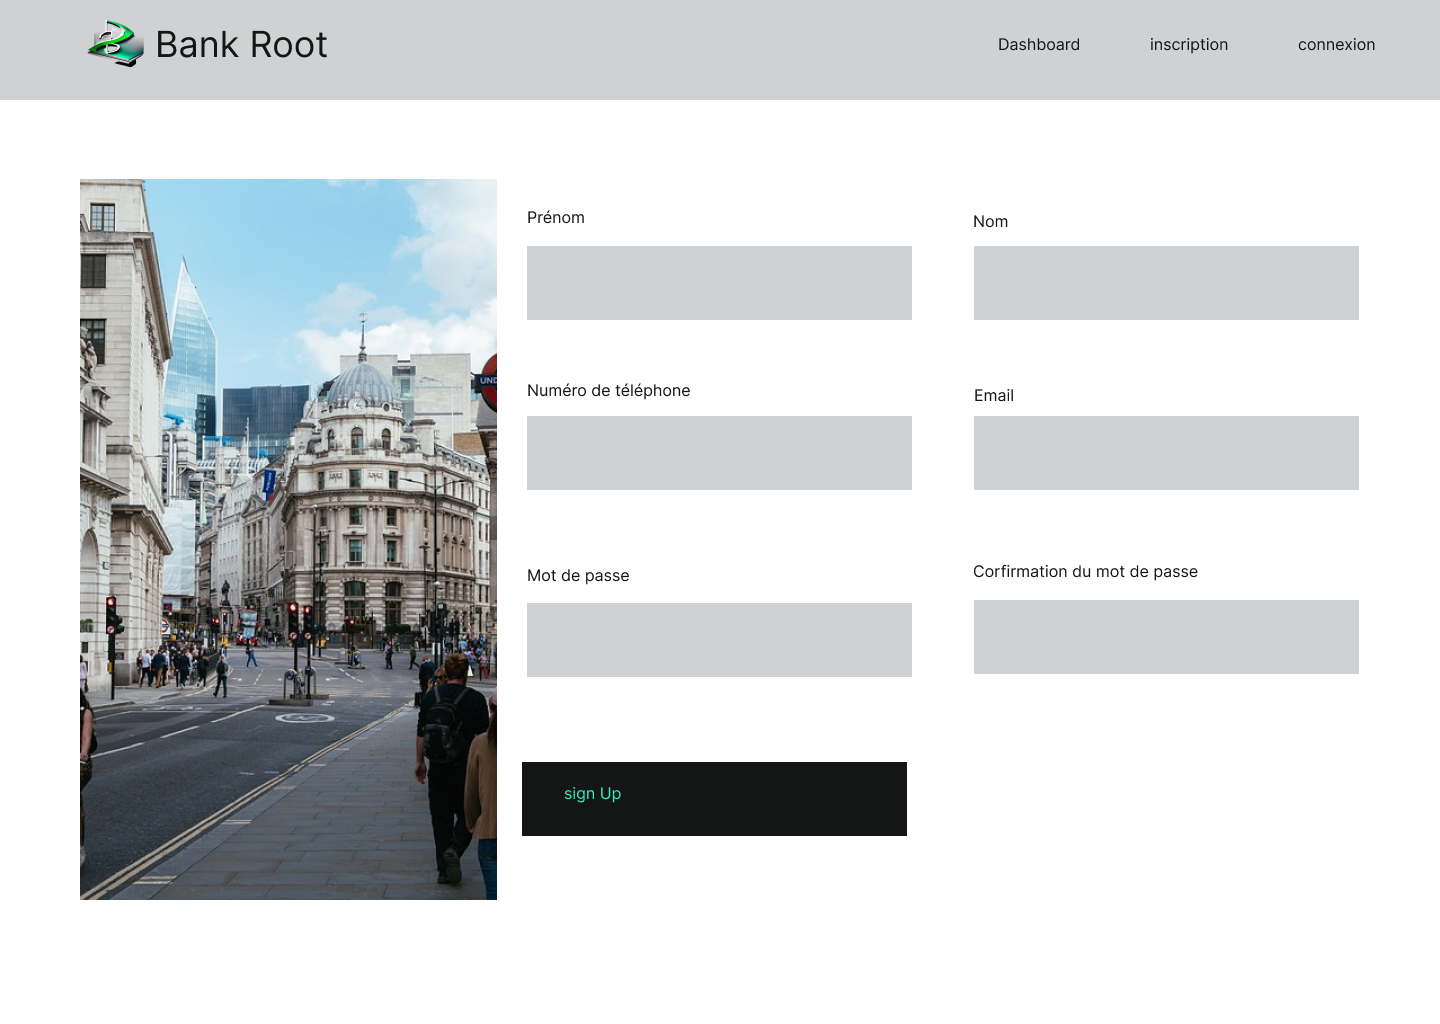 Bank Root
Dashboard
inscription
connexion
Prénom
Nom
Numéro de téléphone
Email
Mot de passe
Corfirmation du mot de passe
sign Up
UND